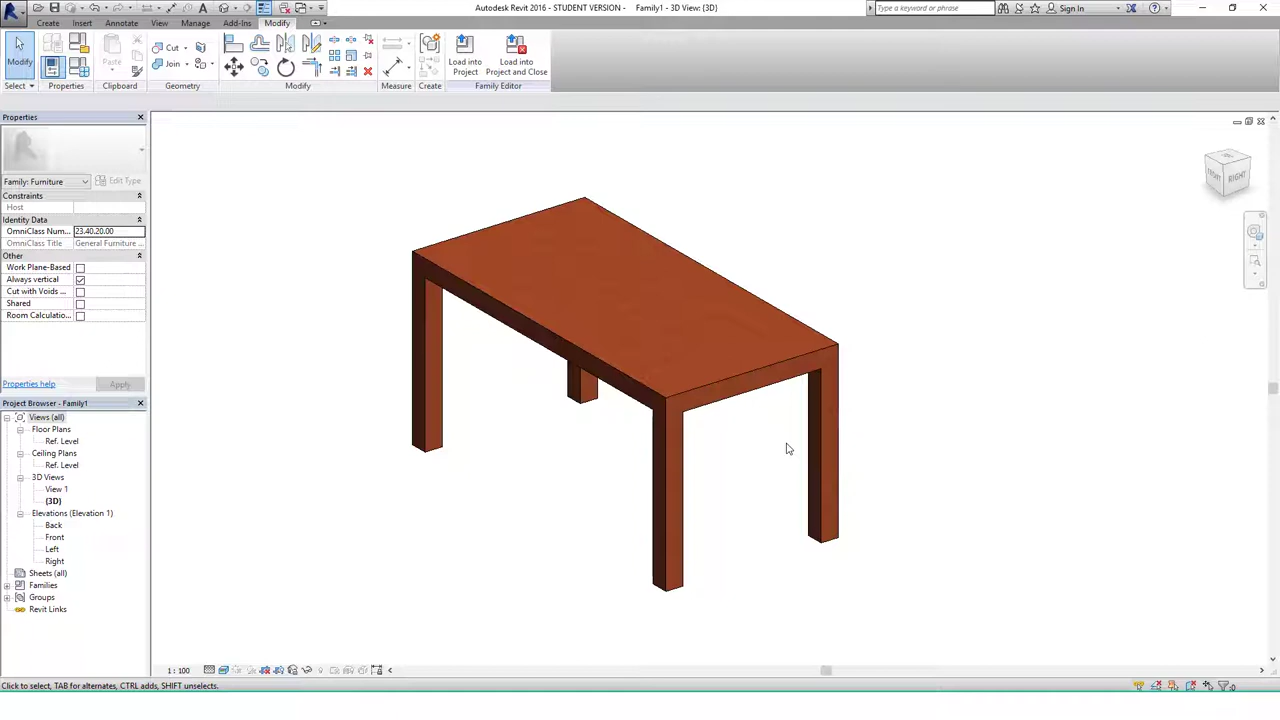 Autodesk Revit 2016 - STUDENT VERSION - Family1 - 3D View: {3D}
Type a keyword or phrase
Sign In
Create Insert Annotate View Manage Add-Ins Modify
Modify
Paste
Cut
Join
Load into Project
Load into Project and Close
Select Properties Clipboard Geometry Modify Measure Create Family Editor
Properties
Family: Furniture
Edit Type
Constraints
Host
Identity Data
OmniClass Num... 23.40.20.00
OmniClass Title General Furniture ...
Other
Work Plane-Based
Always vertical
Cut with Voids ...
Shared
Room Calculatio...
Properties help
Apply
Project Browser - Family1
Views (all)
Floor Plans
Ref. Level
Ceiling Plans
Ref. Level
3D Views
View 1
{3D}
Elevations (Elevation 1)
Back
Front
Left
Right
Sheets (all)
Families
Groups
Revit Links
FRONT
RIGHT
1 : 100
Click to select, TAB for alternates, CTRL adds, SHIFT unselects.
:0